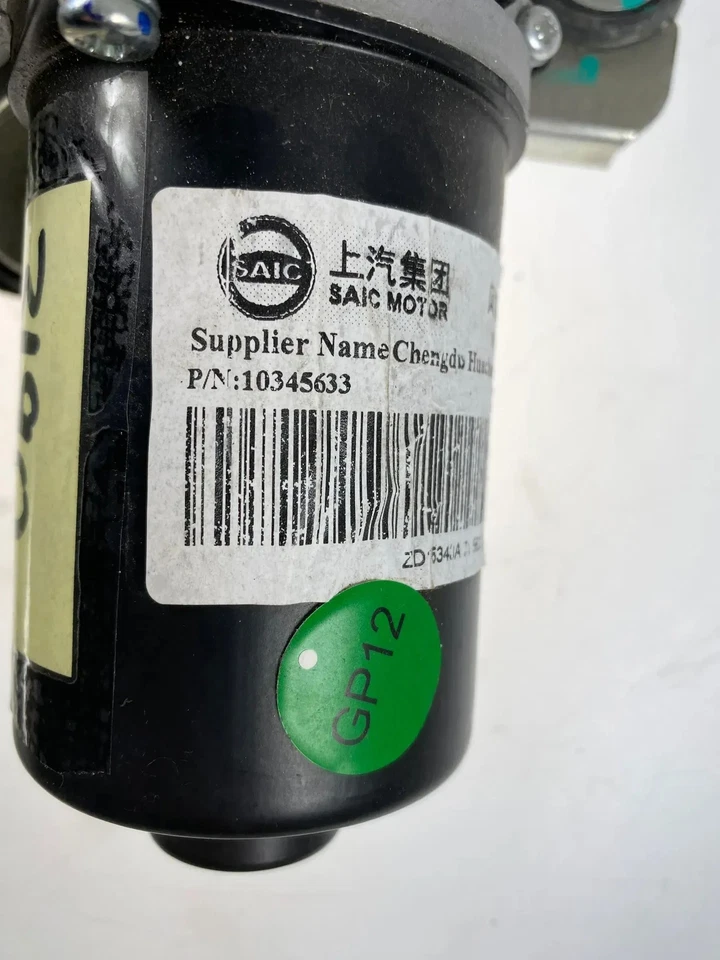 SAIC
上汽集团
SAIC MOTOR
Supplier Name Chengdu
P/N:10345633
GP12